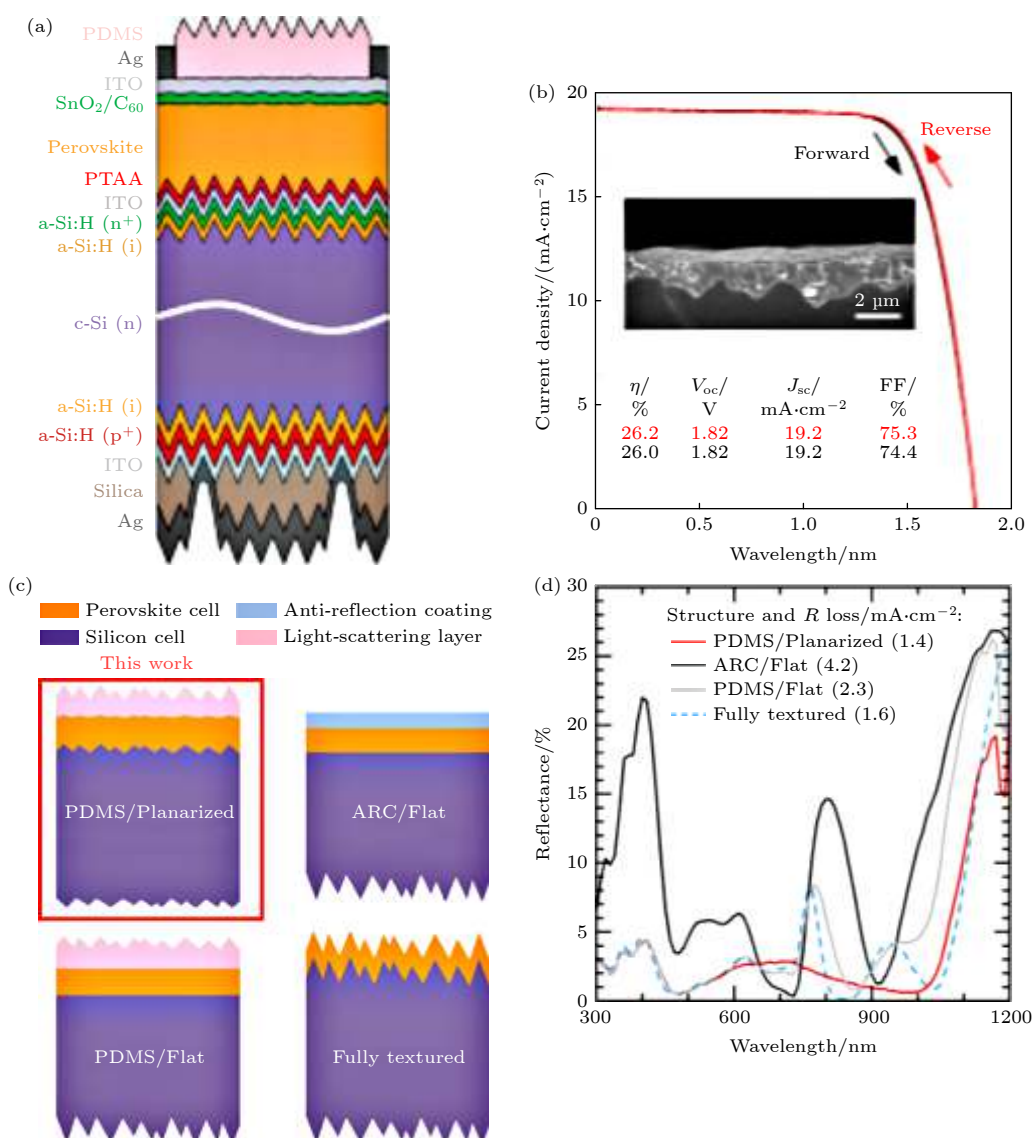 (a)
PDMS
Ag
ITO
SnO₂/C₆₀
Perovskite
PTAA
ITO
a-Si:H (n⁺)
a-Si:H (i)
c-Si (n)
a-Si:H (i)
a-Si:H (p⁺)
ITO
Silica
Ag
(b)
20
15
10
5
0
Current density/(mA·cm⁻²)
Reverse
Forward
2 µm
η/ Vₒc/ Jsc/ FF/
% V mA·cm⁻² %
26.2 1.82 19.2 75.3
26.0 1.82 19.2 74.4
0 0.5 1.0 1.5 2.0
Wavelength/nm
(c)
Perovskite cell Anti-reflection coating
Silicon cell Light-scattering layer
This work
PDMS/Planarized
ARC/Flat
PDMS/Flat
Fully textured
(d)
30
25
20
15
10
5
0
Reflectance/%
Structure and R loss/mA·cm⁻²:
PDMS/Planarized (1.4)
ARC/Flat (4.2)
PDMS/Flat (2.3)
Fully textured (1.6)
300 600 900 1200
Wavelength/nm